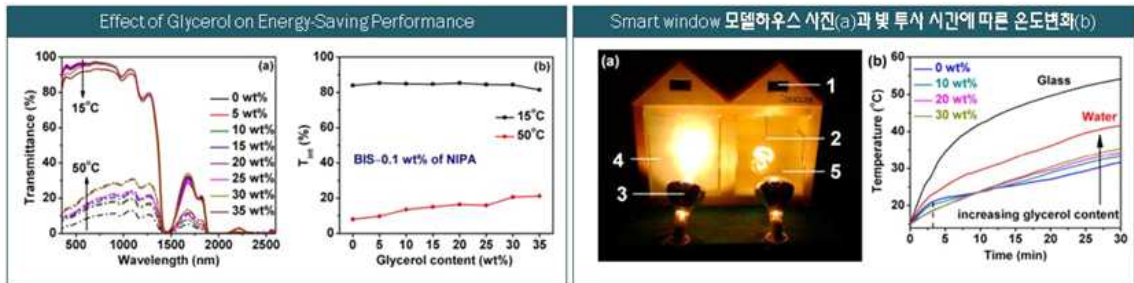 Effect of Glycerol on Energy-Saving Performance
Transmittance (%)
100
80
60
40
20
0
(a)
15°C
50°C
0 wt%
5 wt%
10 wt%
15 wt%
20 wt%
25 wt%
30 wt%
35 wt%
500 1000 1500 2000 2500
Wavelength (nm)
(%)
100
80
60
40
20
0
(b)
15°C
50°C
BIS–0.1 wt% of NIPA
0 5 10 15 20 25 30 35
Glycerol content (wt%)
Smart window 모델하우스 사진(a)과 빛 투사 시간에 따른 온도변화(b)
(a)
1
2
3
4
5
Temperature (°C)
60
50
40
30
20
(b)
0 wt%
10 wt%
20 wt%
30 wt%
Glass
Water
increasing glycerol content
0 5 10 15 20 25 30
Time (min)